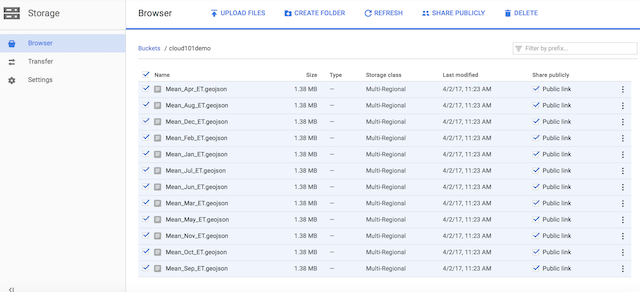 Storage
Browser
UPLOAD FILES CREATE FOLDER REFRESH SHARE PUBLICLY DELETE
Browser
Transfer
Settings
Buckets / cloud101demo
Filter by prefix...
Name Size Type Storage class Last modified Share publicly
Mean_Apr_ET.geojson 1.38 MB — Multi-Regional 4/2/17, 11:23 AM Public link
Mean_Aug_ET.geojson 1.38 MB — Multi-Regional 4/2/17, 11:23 AM Public link
Mean_Dec_ET.geojson 1.38 MB — Multi-Regional 4/2/17, 11:23 AM Public link
Mean_Feb_ET.geojson 1.38 MB — Multi-Regional 4/2/17, 11:23 AM Public link
Mean_Jan_ET.geojson 1.38 MB — Multi-Regional 4/2/17, 11:23 AM Public link
Mean_Jul_ET.geojson 1.38 MB — Multi-Regional 4/2/17, 11:23 AM Public link
Mean_Jun_ET.geojson 1.38 MB — Multi-Regional 4/2/17, 11:23 AM Public link
Mean_Mar_ET.geojson 1.38 MB — Multi-Regional 4/2/17, 11:23 AM Public link
Mean_May_ET.geojson 1.38 MB — Multi-Regional 4/2/17, 11:23 AM Public link
Mean_Nov_ET.geojson 1.38 MB — Multi-Regional 4/2/17, 11:23 AM Public link
Mean_Oct_ET.geojson 1.38 MB — Multi-Regional 4/2/17, 11:23 AM Public link
Mean_Sep_ET.geojson 1.38 MB — Multi-Regional 4/2/17, 11:23 AM Public link